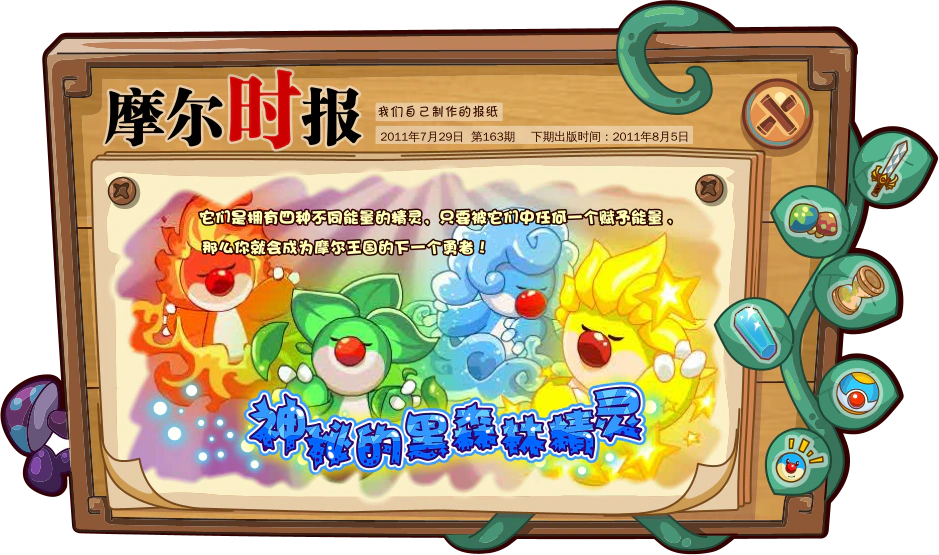 摩尔时报
我们自己制作的报纸
2011年7月29日 第163期 下期出版时间：2011年8月5日
它们是拥有四种不同能量的精灵，只要被它们中任何一个赋予能量，
那么你就会成为摩尔王国的下一个勇者！
神秘的黑森林精灵